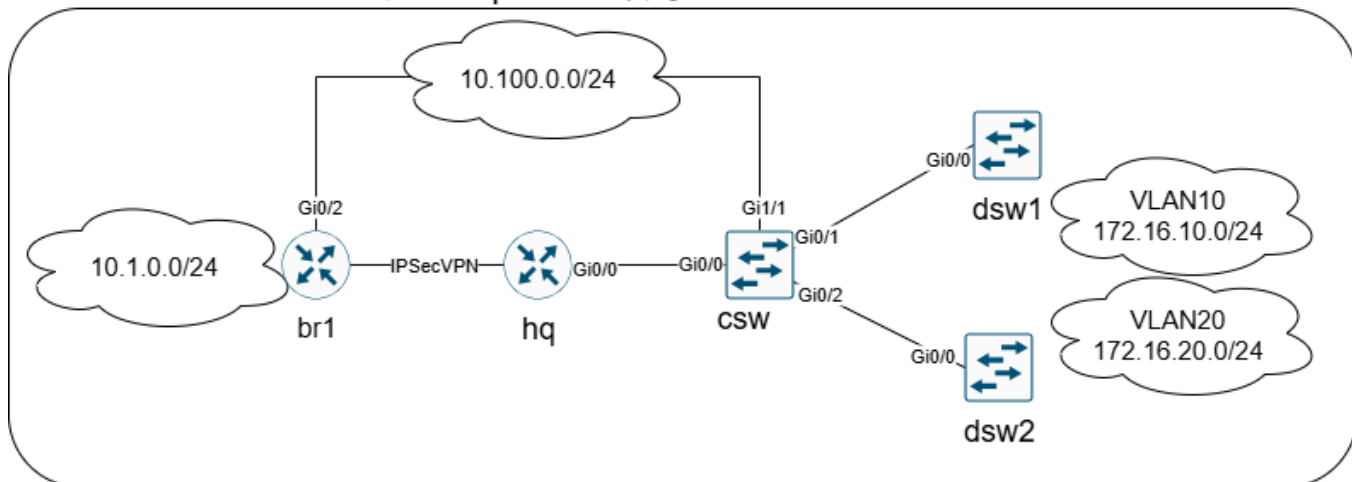 10.100.0.0/24
Gi0/2
Gi1/1
10.1.0.0/24
br1
IPSecVPN
hq
Gi0/0
Gi0/0
csw
Gi0/1
Gi0/2
Gi0/0
dsw1
Gi0/0
dsw2
VLAN10
172.16.10.0/24
VLAN20
172.16.20.0/24